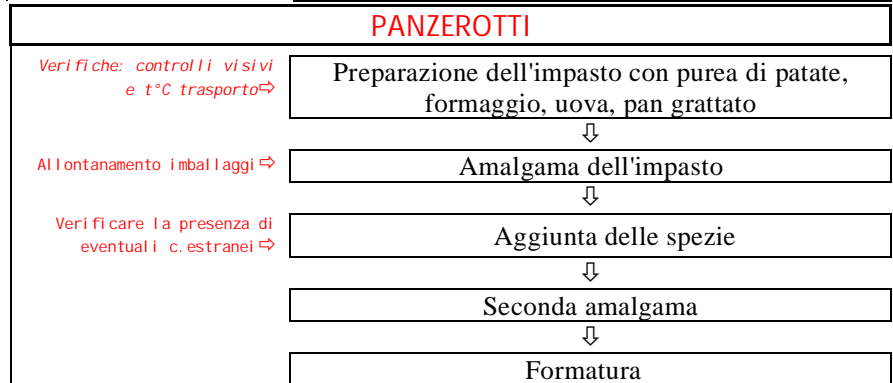 PANZEROTTI
Verifiche: controlli visivi
e t°C trasporto⇨
Preparazione dell'impasto con purea di patate,
formaggio, uova, pan grattato
⇩
Allontanamento imballaggi⇨
Amalgama dell'impasto
⇩
Verificare la presenza di
eventuali c.estranei⇨
Aggiunta delle spezie
⇩
Seconda amalgama
⇩
Formatura